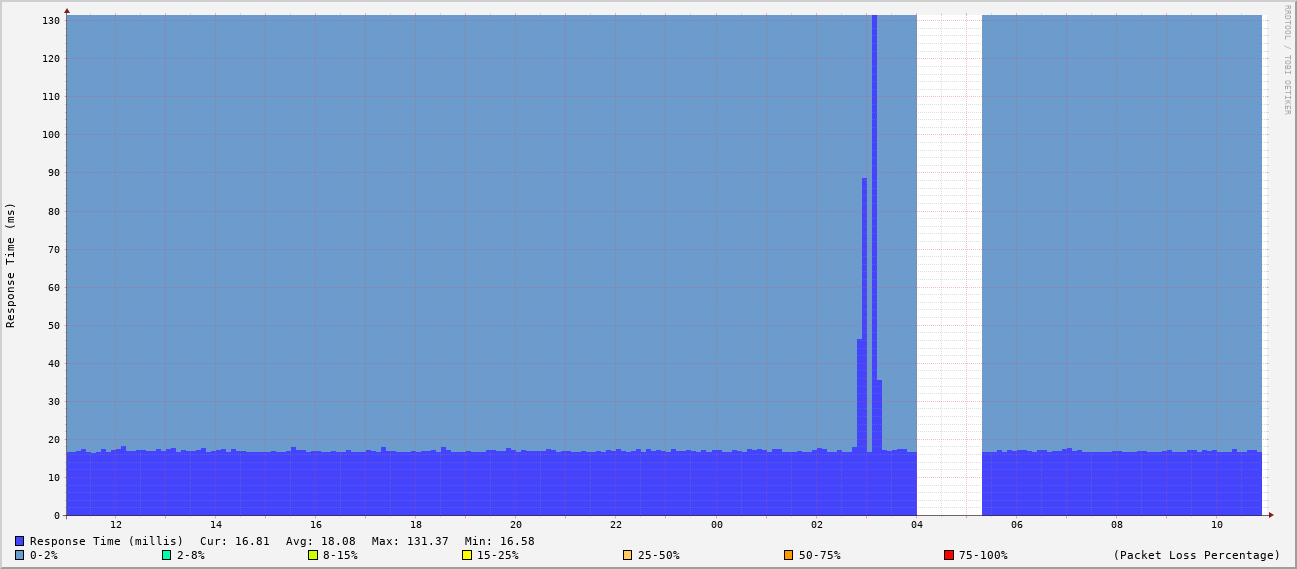 RRDTOOL / TOBI OETIKER
Response Time (ms)
130
120
110
100
90
80
70
60
50
40
30
20
10
0
12 14 16 18 20 22 00 02 04 06 08 10
Response Time (millis) Cur: 16.81 Avg: 18.08 Max: 131.37 Min: 16.58
0-2% 2-8% 8-15% 15-25% 25-50% 50-75% 75-100% (Packet Loss Percentage)